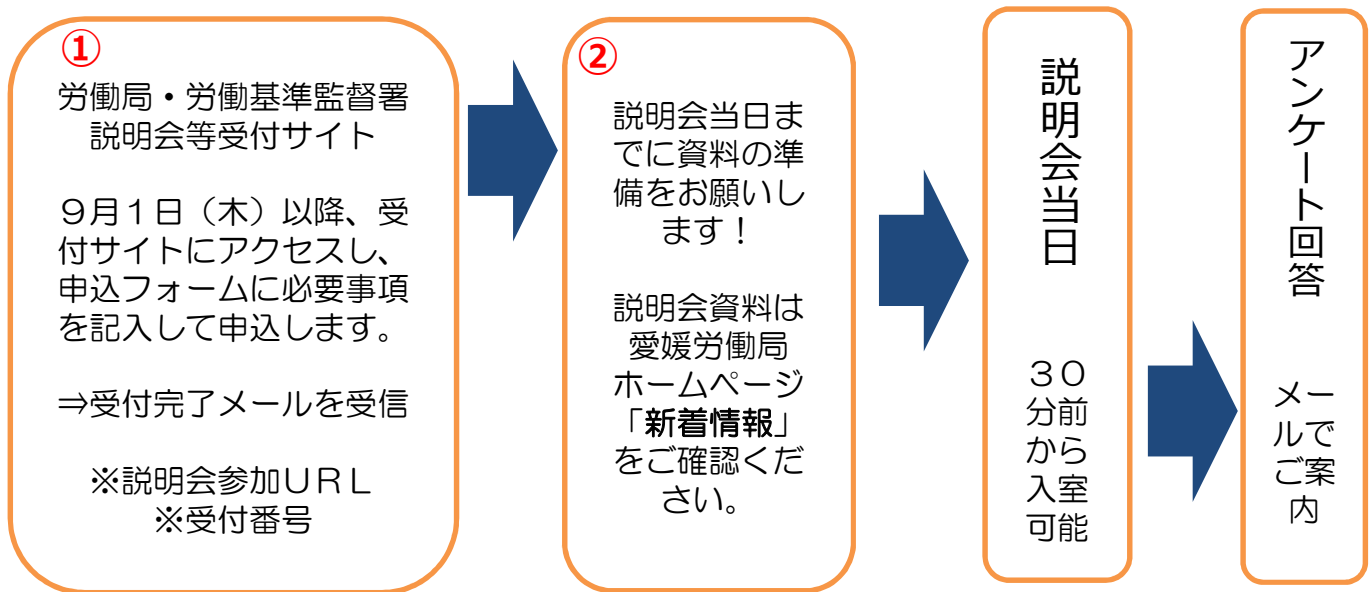 ①
労働局・労働基準監督署
説明会等受付サイト
９月１日（木）以降、受
付サイトにアクセスし、
申込フォームに必要事項
を記入して申込します。
⇒受付完了メールを受信
※説明会参加ＵＲＬ
※受付番号
②
説明会当日ま
でに資料の準
備をお願いし
ます！
説明会資料は
愛媛労働局
ホームページ
「新着情報」
をご確認くだ
さい。
説明会当日
３０
分前
から
入室
可能
アンケート回答
メー
ルで
ご案
内